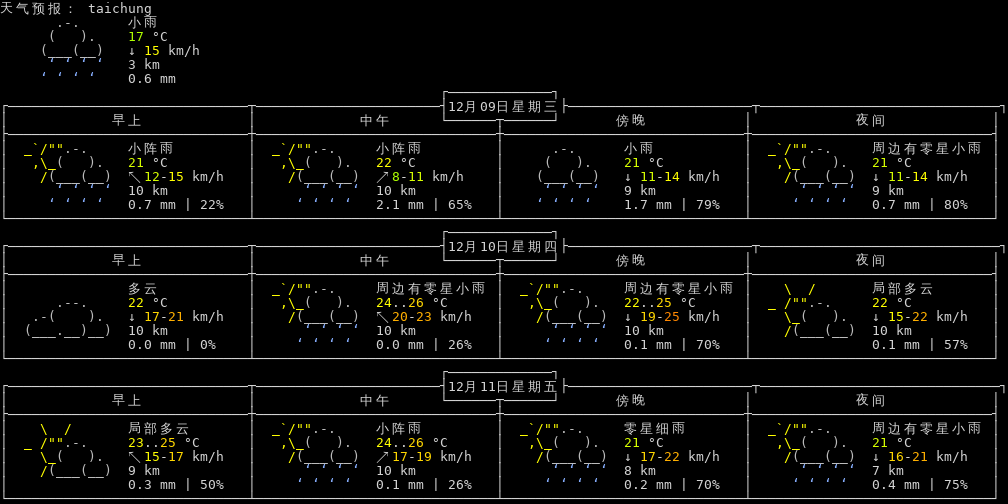 天气预报： taichung
小雨
17 °C
↓ 15 km/h
3 km
0.6 mm
12月09日星期三
早上 中午 傍晚 夜间
小阵雨 小阵雨 小雨 周边有零星小雨
21 °C 22 °C 21 °C 21 °C
↖ 12-15 km/h ↗ 8-11 km/h ↓ 11-14 km/h ↓ 11-14 km/h
10 km 10 km 9 km 9 km
0.7 mm | 22% 2.1 mm | 65% 1.7 mm | 79% 0.7 mm | 80%
12月10日星期四
早上 中午 傍晚 夜间
多云 周边有零星小雨 周边有零星小雨 局部多云
22 °C 24..26 °C 22..25 °C 22 °C
↓ 17-21 km/h ↖ 20-23 km/h ↓ 19-25 km/h ↓ 15-22 km/h
10 km 10 km 10 km 10 km
0.0 mm | 0% 0.0 mm | 26% 0.1 mm | 70% 0.1 mm | 57%
12月11日星期五
早上 中午 傍晚 夜间
局部多云 小阵雨 零星细雨 周边有零星小雨
23..25 °C 24..26 °C 21 °C 21 °C
↖ 15-17 km/h ↗ 17-19 km/h ↓ 17-22 km/h ↓ 16-21 km/h
9 km 10 km 8 km 7 km
0.3 mm | 50% 0.1 mm | 26% 0.2 mm | 70% 0.4 mm | 75%